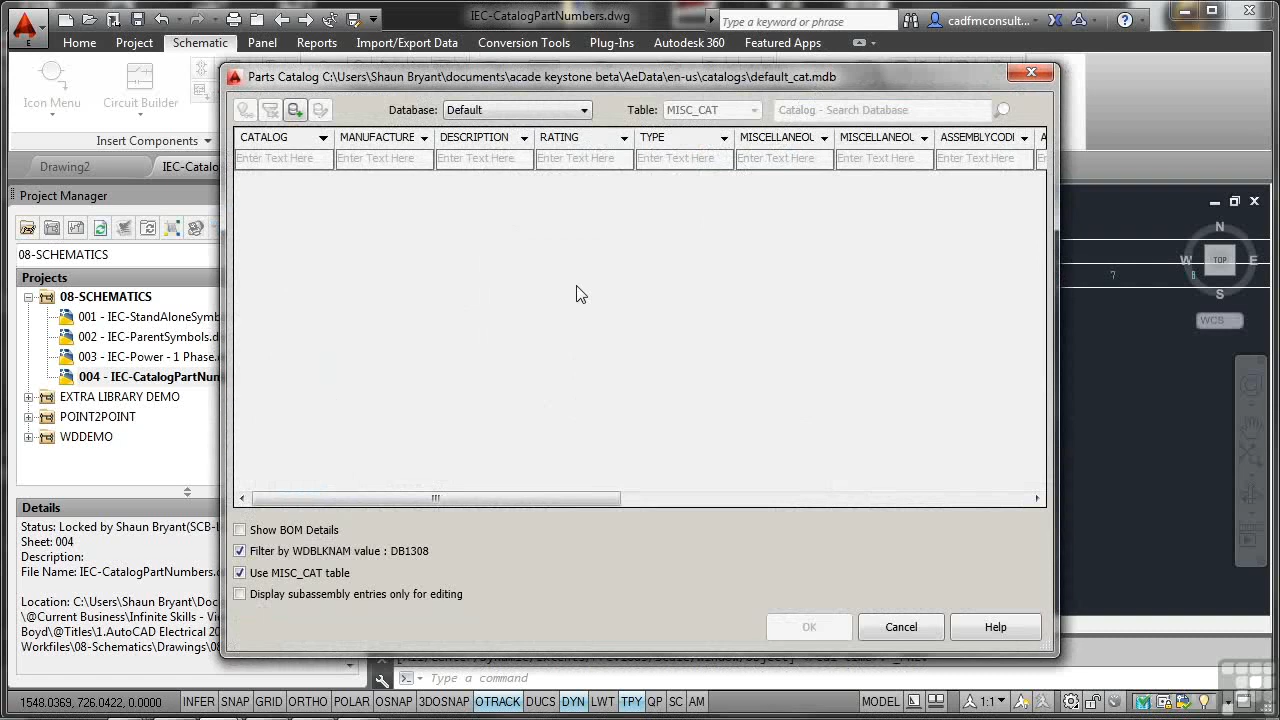 IEC-CatalogPartNumbers.dwg
Type a keyword or phrase
cadfmconsult...
E
Home Project Schematic Panel Reports Import/Export Data Conversion Tools Plug-Ins Autodesk 360 Featured Apps
Icon Menu
Circuit Builder
Insert Components
Drawing2
IEC-Catalo
Project Manager
08-SCHEMATICS
Projects
08-SCHEMATICS
001 - IEC-StandAloneSymb
002 - IEC-ParentSymbols.d
003 - IEC-Power - 1 Phase.
004 - IEC-CatalogPartNun
EXTRA LIBRARY DEMO
POINT2POINT
WDDEMO
Details
Status: Locked by Shaun Bryant(SCB-
Sheet: 004
Description:
File Name: IEC-CatalogPartNumbers.d
Location: C:\Users\Shaun Bryant\Doc
\@Current Business\Infinite Skills - Vi
Boyd\@Titles\1.AutoCAD Electrical 20
Workfiles\08-Schematics\Drawings\08
Parts Catalog C:\Users\Shaun Bryant\documents\acade keystone beta\AeData\en-us\catalogs\default_cat.mdb
Database: Default Table: MISC_CAT Catalog - Search Database
CATALOG MANUFACTURE DESCRIPTION RATING TYPE MISCELLANEOL MISCELLANEOL ASSEMBLYCODI A
Enter Text Here Enter Text Here Enter Text Here Enter Text Here Enter Text Here Enter Text Here Enter Text Here Enter Text Here En
Show BOM Details
Filter by WDBLKNAM value : DB1308
Use MISC_CAT table
Display subassembly entries only for editing
OK Cancel Help
N
W TOP E
S
WCS
7 8
Type a command
1548.0369, 726.0422, 0.0000 INFER SNAP GRID ORTHO POLAR OSNAP 3DOSNAP OTRACK DUCS DYN LWT TPY QP SC AM MODEL 1:1